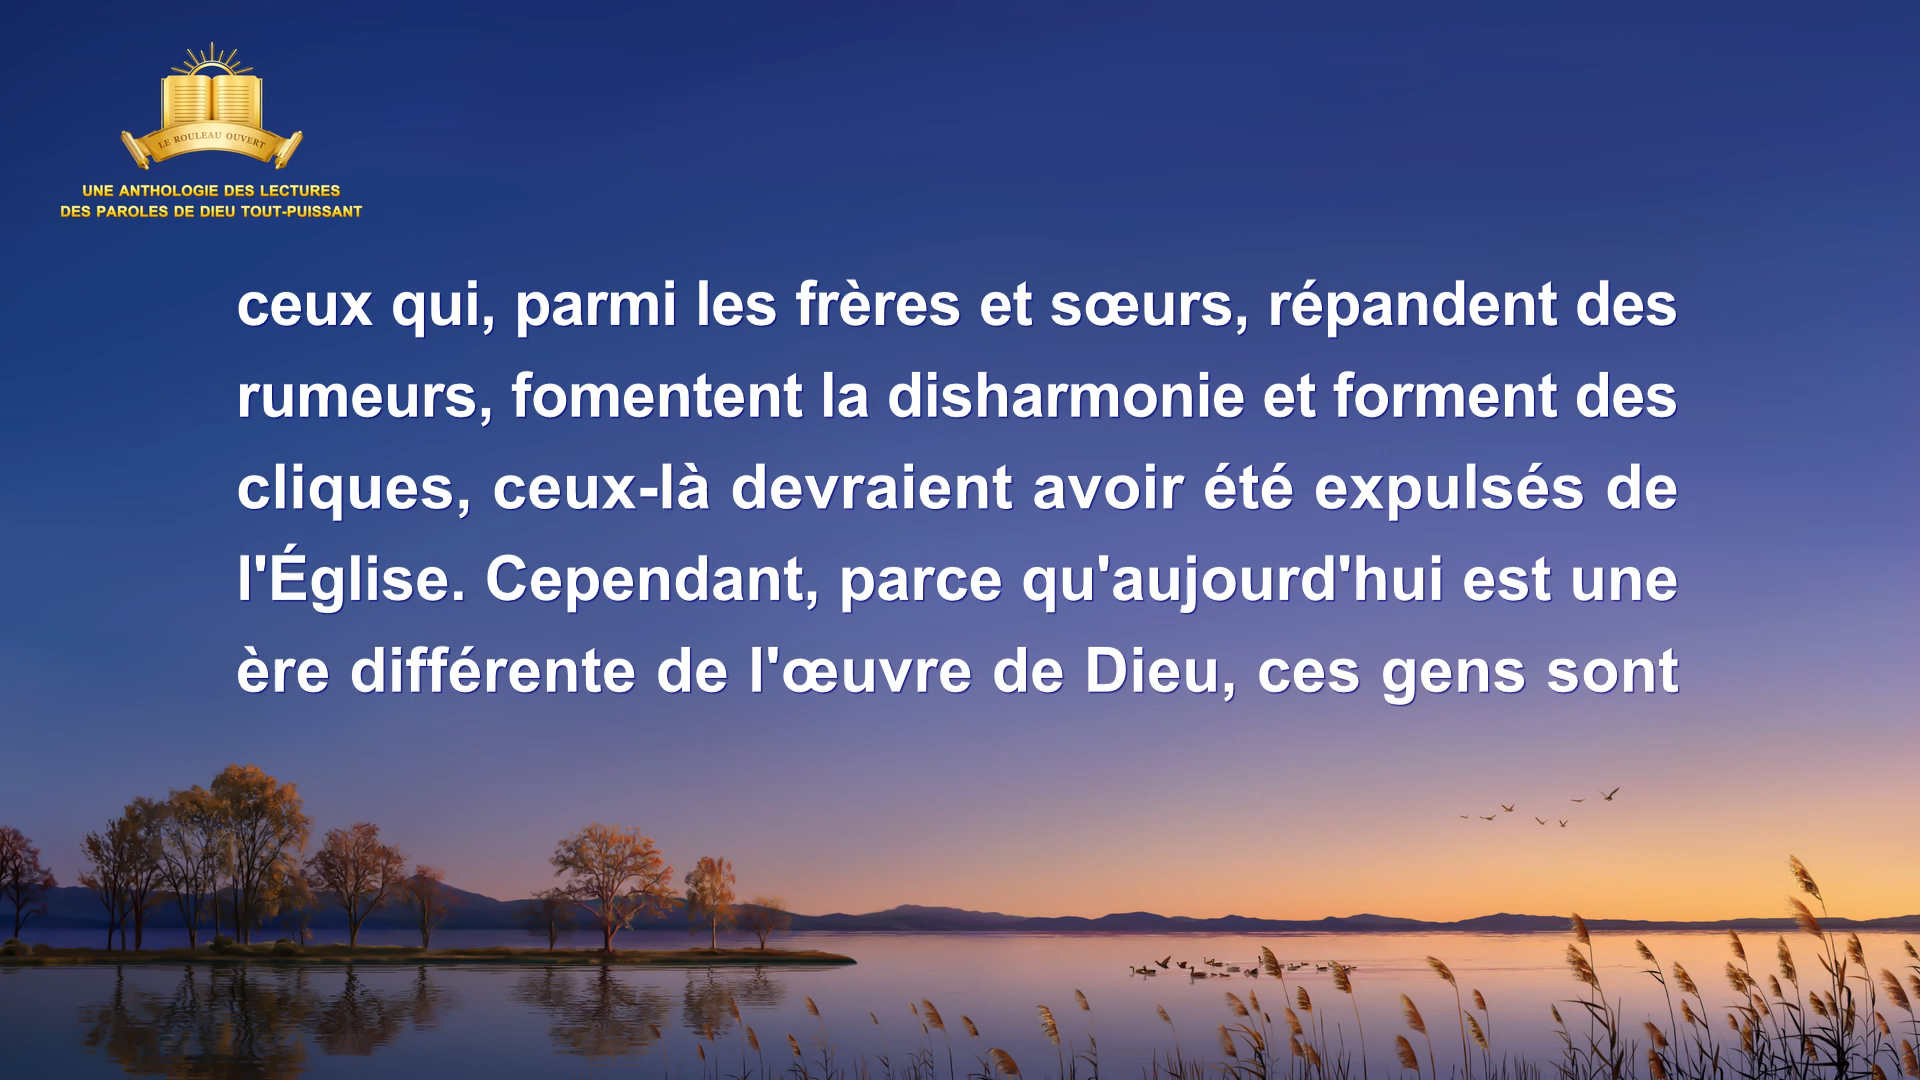 LE ROULEAU OUVERT
UNE ANTHOLOGIE DES LECTURES
DES PAROLES DE DIEU TOUT-PUISSANT
ceux qui, parmi les frères et sœurs, répandent des
rumeurs, fomentent la disharmonie et forment des
cliques, ceux-là devraient avoir été expulsés de
l'Église. Cependant, parce qu'aujourd'hui est une
ère différente de l'œuvre de Dieu, ces gens sont